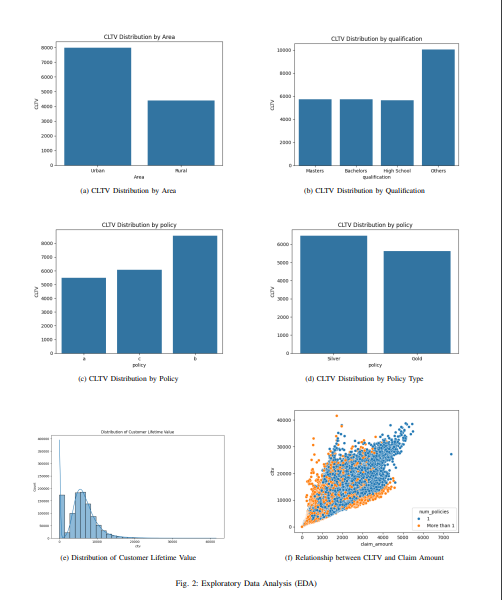 CLTV Distribution by Area
8000
7000
6000
5000
4000
3000
2000
1000
0
CLTV
Urban Rural
Area
(a) CLTV Distribution by Area
CLTV Distribution by qualification
10000
8000
6000
4000
2000
0
CLTV
Masters Bachelors High School Others
qualification
(b) CLTV Distribution by Qualification
CLTV Distribution by policy
8000
7000
6000
5000
4000
3000
2000
1000
0
CLTV
a c b
policy
(c) CLTV Distribution by Policy
CLTV Distribution by policy
6000
5000
4000
3000
2000
1000
0
CLTV
Silver Gold
policy
(d) CLTV Distribution by Policy Type
Distribution of Customer Lifetime Value
(e) Distribution of Customer Lifetime Value
40000
30000
20000
10000
0
num_policies
1
More than 1
0 1000 2000 3000 4000 5000 6000 7000
claim_amount
(f) Relationship between CLTV and Claim Amount
Fig. 2: Exploratory Data Analysis (EDA)